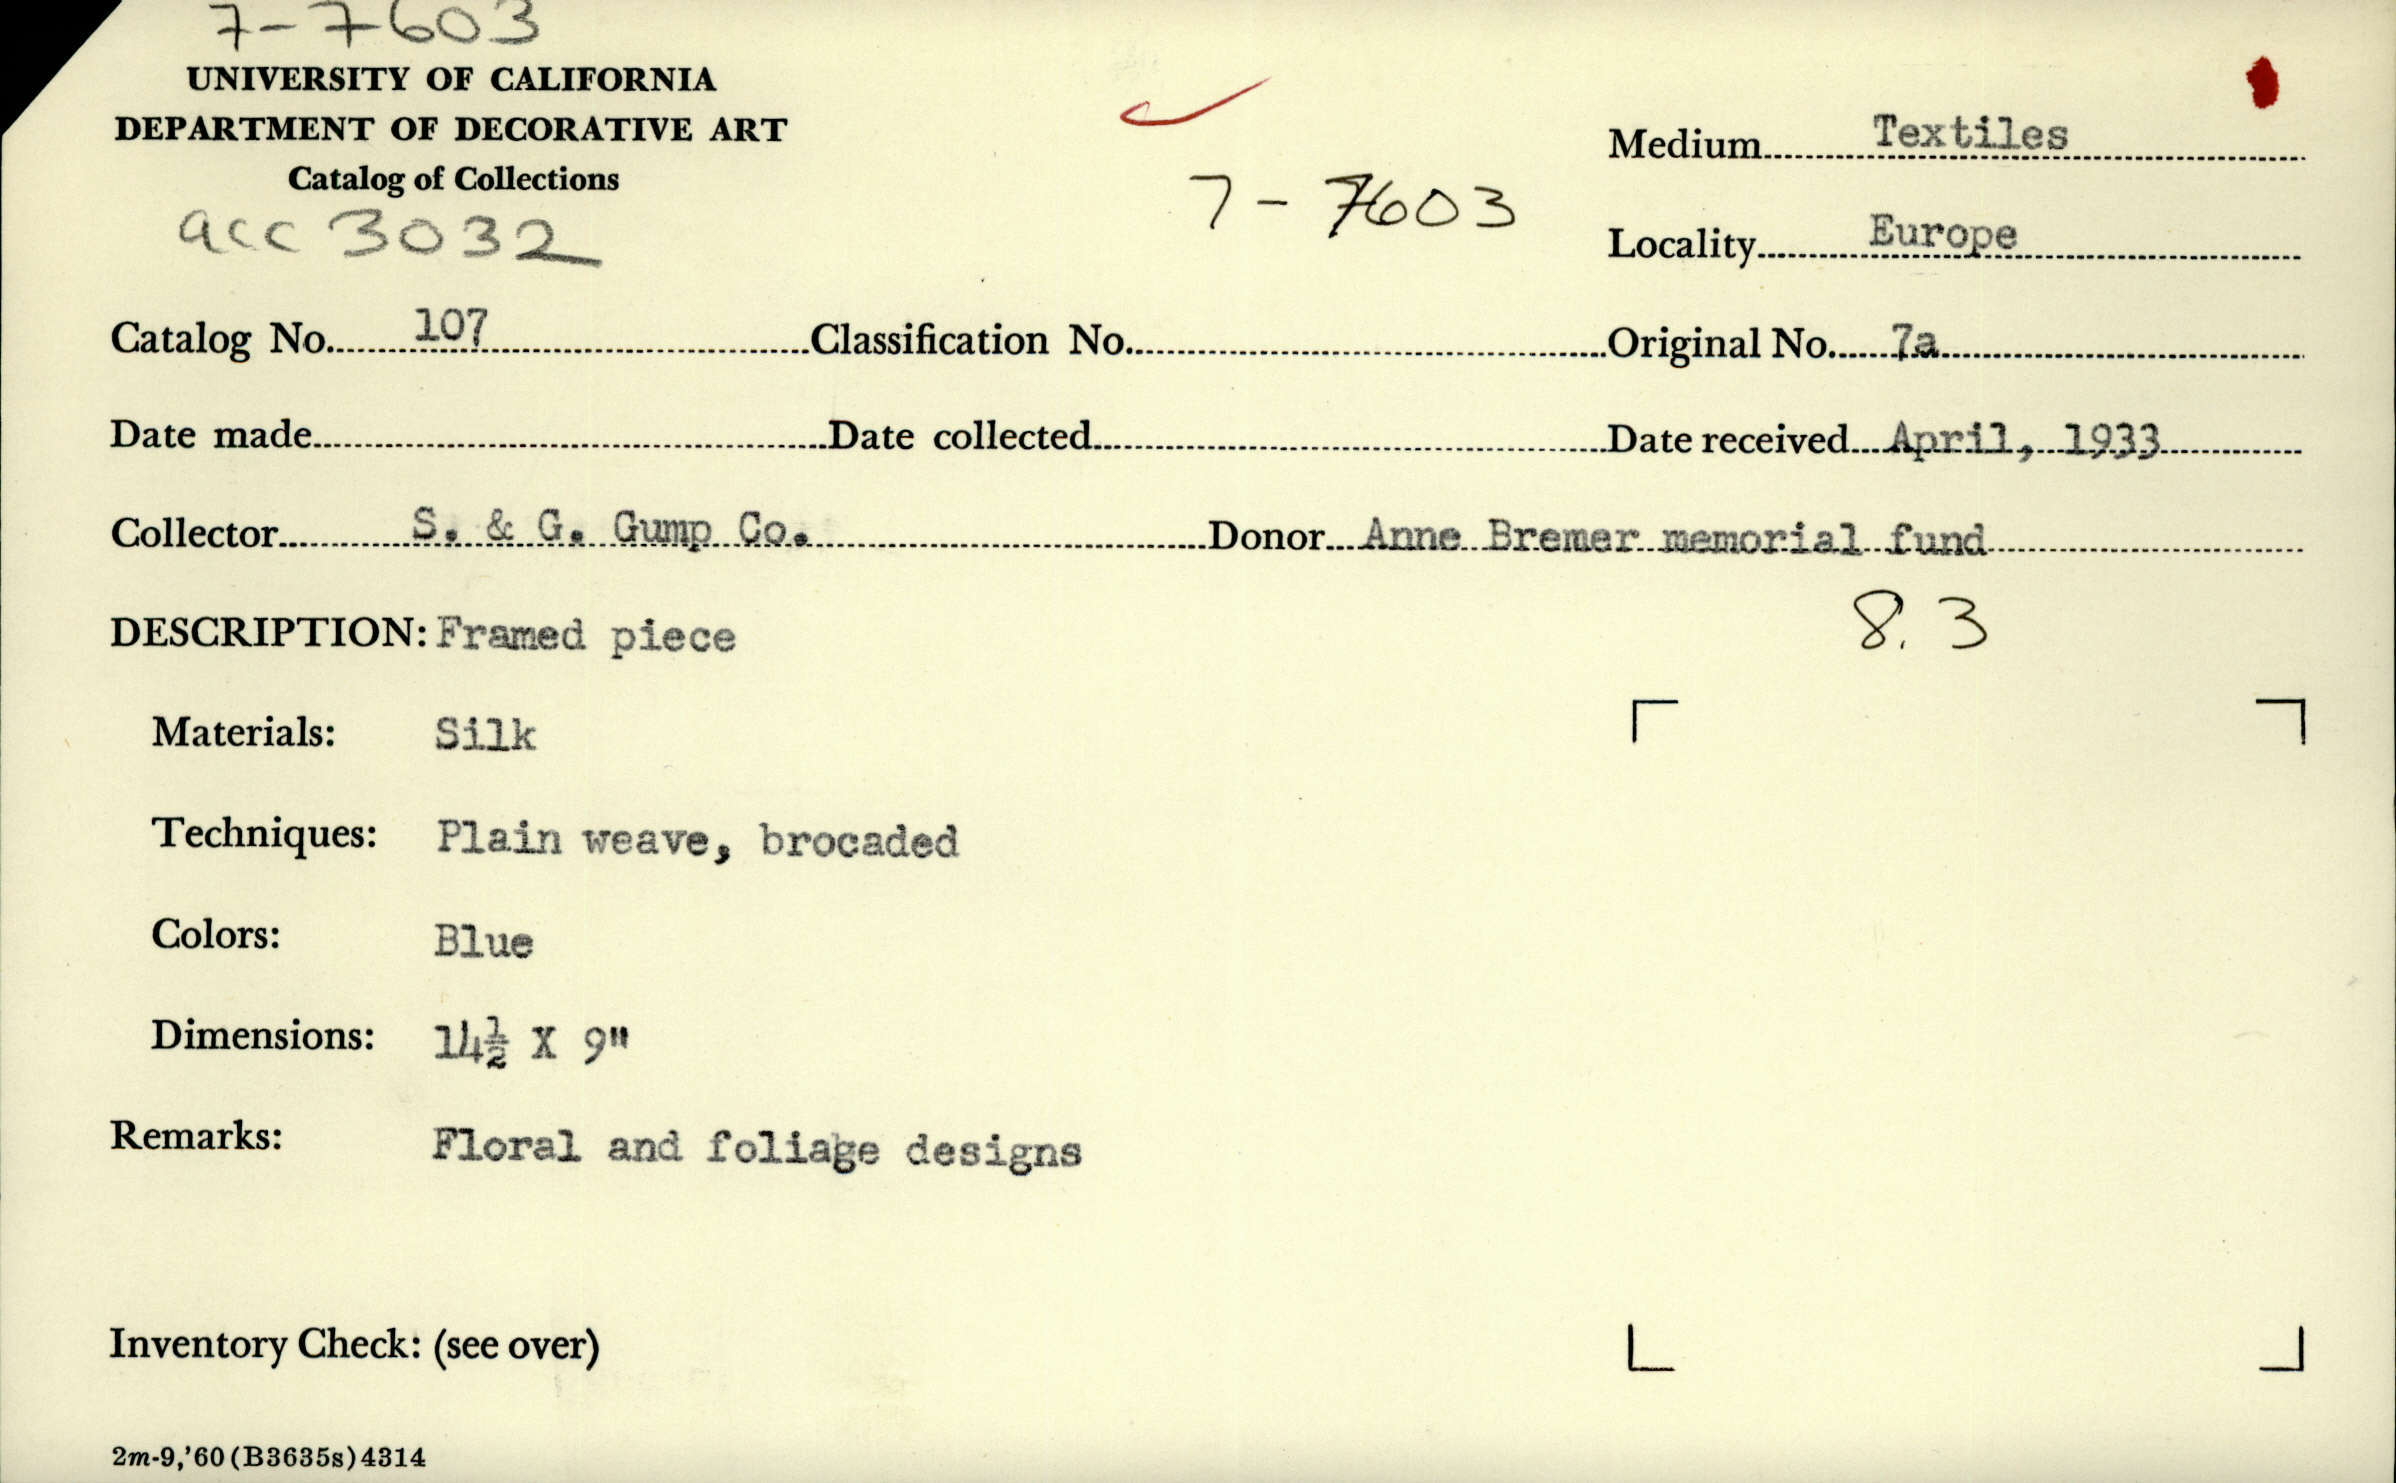 7-7603
UNIVERSITY OF CALIFORNIA
DEPARTMENT OF DECORATIVE ART
Catalog of Collections
acc 3032
7-7603
Medium Textiles
Locality Europe
Catalog No. 107 Classification No. Original No. 7a
Date made Date collected Date received April, 1933
Collector S. & G. Gump Co. Donor Anne Bremer memorial fund
8.3
DESCRIPTION: Framed piece
Materials: Silk
Techniques: Plain weave, brocaded
Colors: Blue
Dimensions: 14½ X 9"
Remarks: Floral and foliage designs
Inventory Check: (see over)
2m-9,'60(B3635s)4314